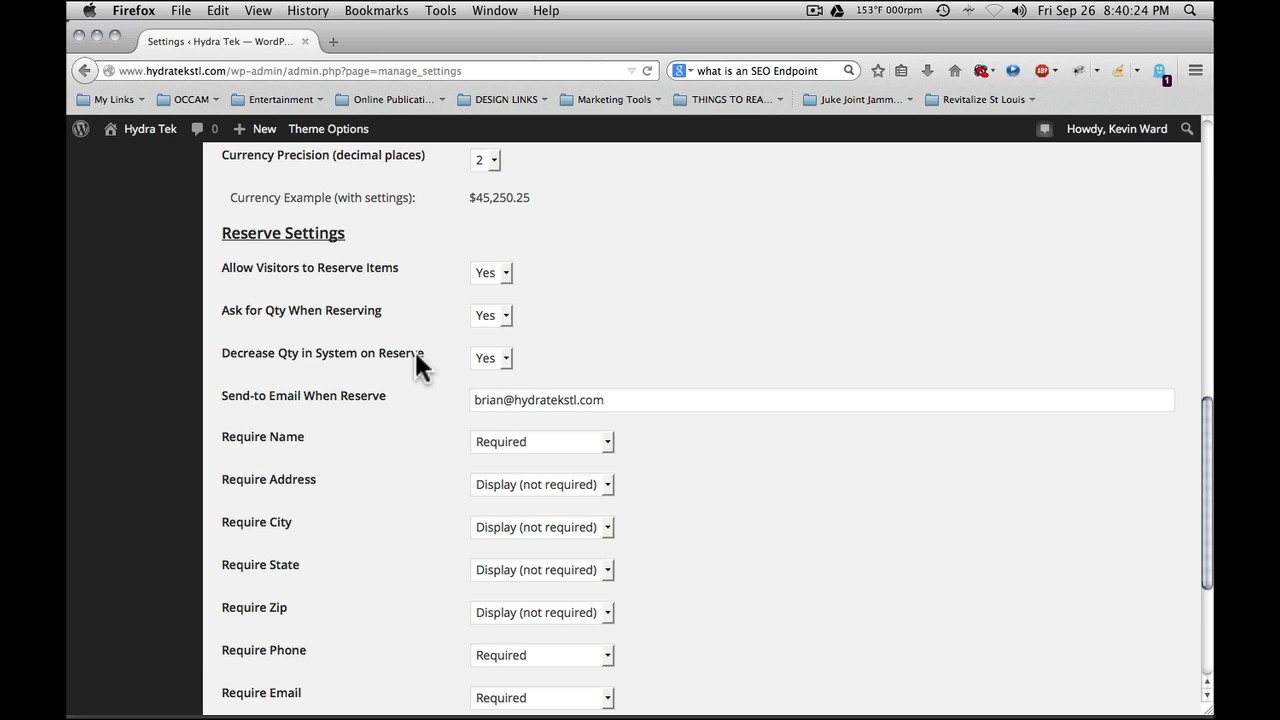 Firefox File Edit View History Bookmarks Tools Window Help 153°F 000rpm Fri Sep 26 8:40:24 PM
Settings ‹ Hydra Tek — WordP...
www.hydratekstl.com/wp-admin/admin.php?page=manage_settings what is an SEO Endpoint ABP 1
My Links OCCAM Entertainment Online Publicati... DESIGN LINKS Marketing Tools THINGS TO REA... Juke Joint Jamm... Revitalize St Louis
Hydra Tek 0 New Theme Options Howdy, Kevin Ward
Currency Precision (decimal places) 2
Currency Example (with settings): $45,250.25
Reserve Settings
Allow Visitors to Reserve Items Yes
Ask for Qty When Reserving Yes
Decrease Qty in System on Reserve Yes
Send-to Email When Reserve brian@hydratekstl.com
Require Name Required
Require Address Display (not required)
Require City Display (not required)
Require State Display (not required)
Require Zip Display (not required)
Require Phone Required
Require Email Required